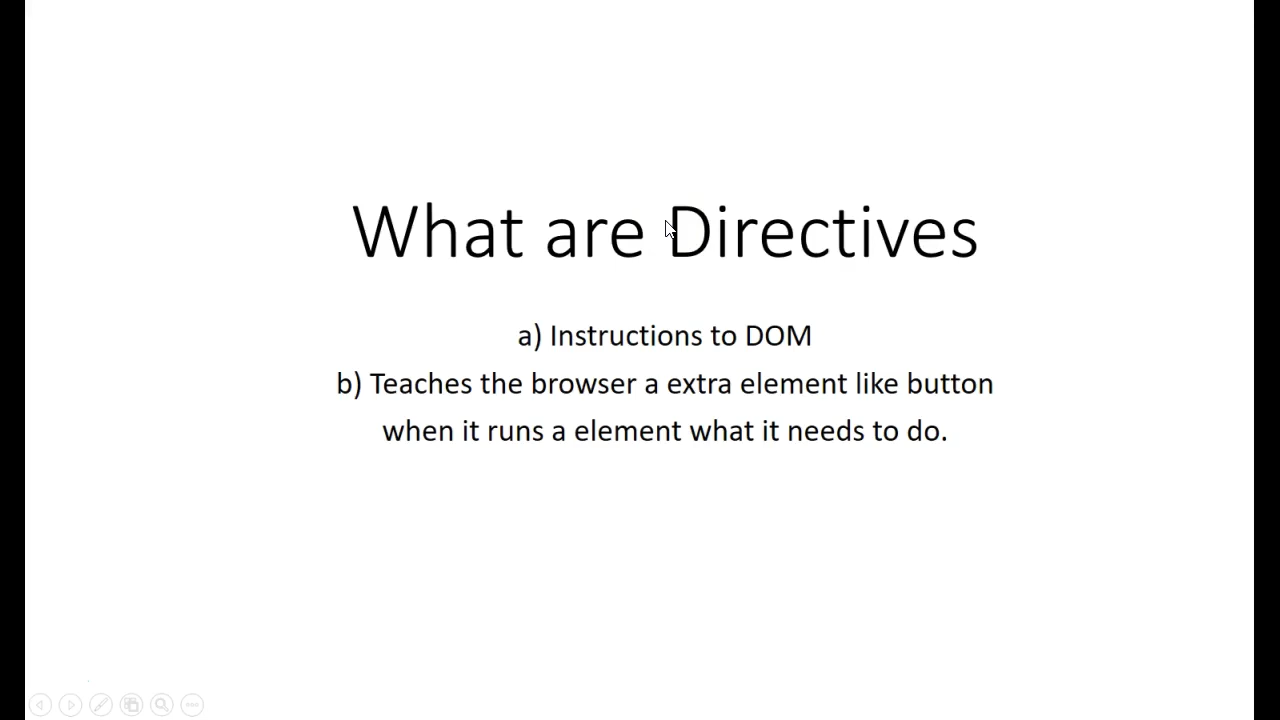 What are Directives
a) Instructions to DOM
b) Teaches the browser a extra element like button
when it runs a element what it needs to do.